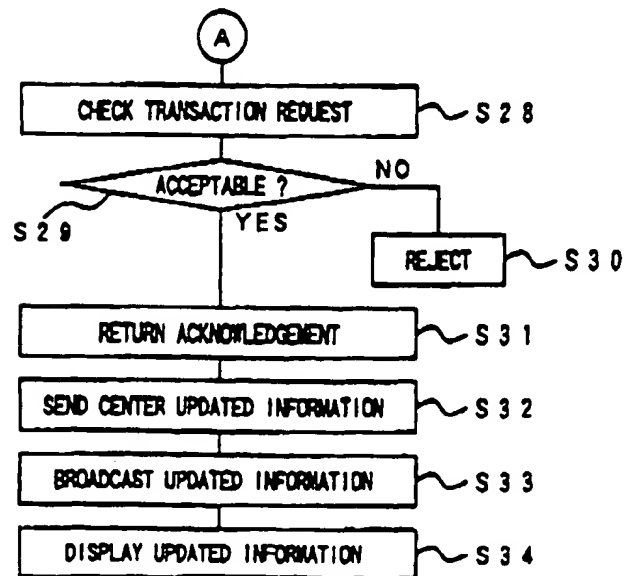 A
CHECK TRANSACTION REQUEST
S28
ACCEPTABLE ?
NO
S29
YES
REJECT
S30
RETURN ACKNOWLEDGEMENT
S31
SEND CENTER UPDATED INFORMATION
S32
BROADCAST UPDATED INFORMATION
S33
DISPLAY UPDATED INFORMATION
S34